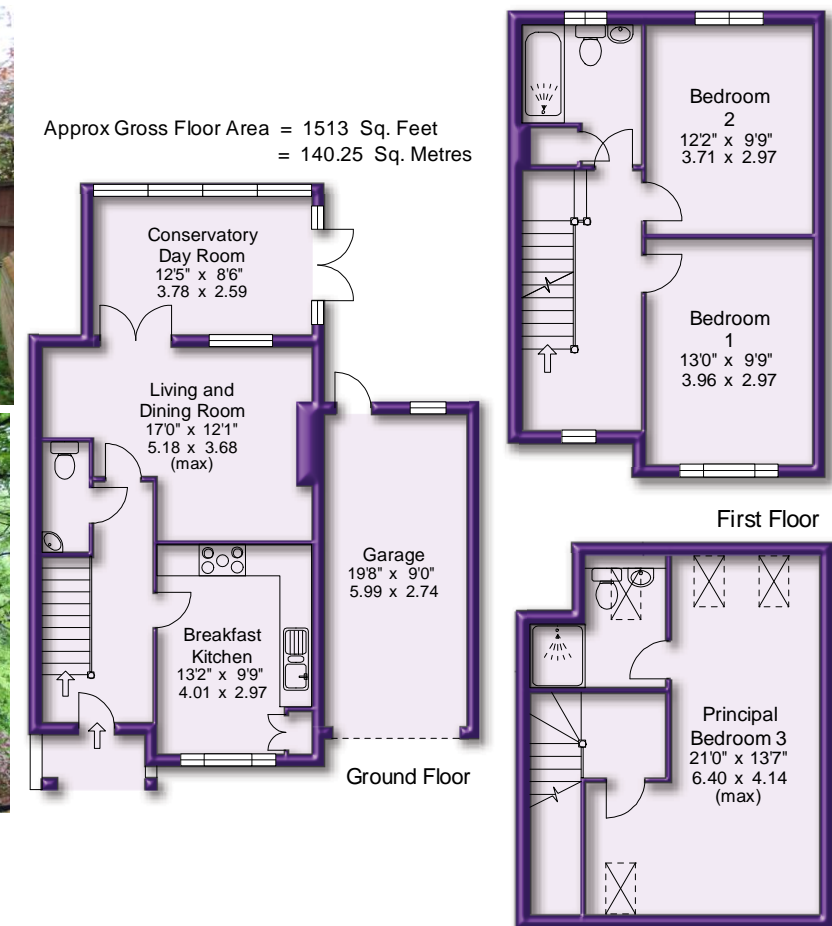 Approx Gross Floor Area = 1513 Sq. Feet
= 140.25 Sq. Metres
Conservatory
Day Room
12'5" x 8'6"
3.78 x 2.59
Living and
Dining Room
17'0" x 12'1"
5.18 x 3.68
(max)
Breakfast
Kitchen
13'2" x 9'9"
4.01 x 2.97
Garage
19'8" x 9'0"
5.99 x 2.74
Ground Floor
Bedroom
2
12'2" x 9'9"
3.71 x 2.97
Bedroom
1
13'0" x 9'9"
3.96 x 2.97
First Floor
Principal
Bedroom 3
21'0" x 13'7"
6.40 x 4.14
(max)